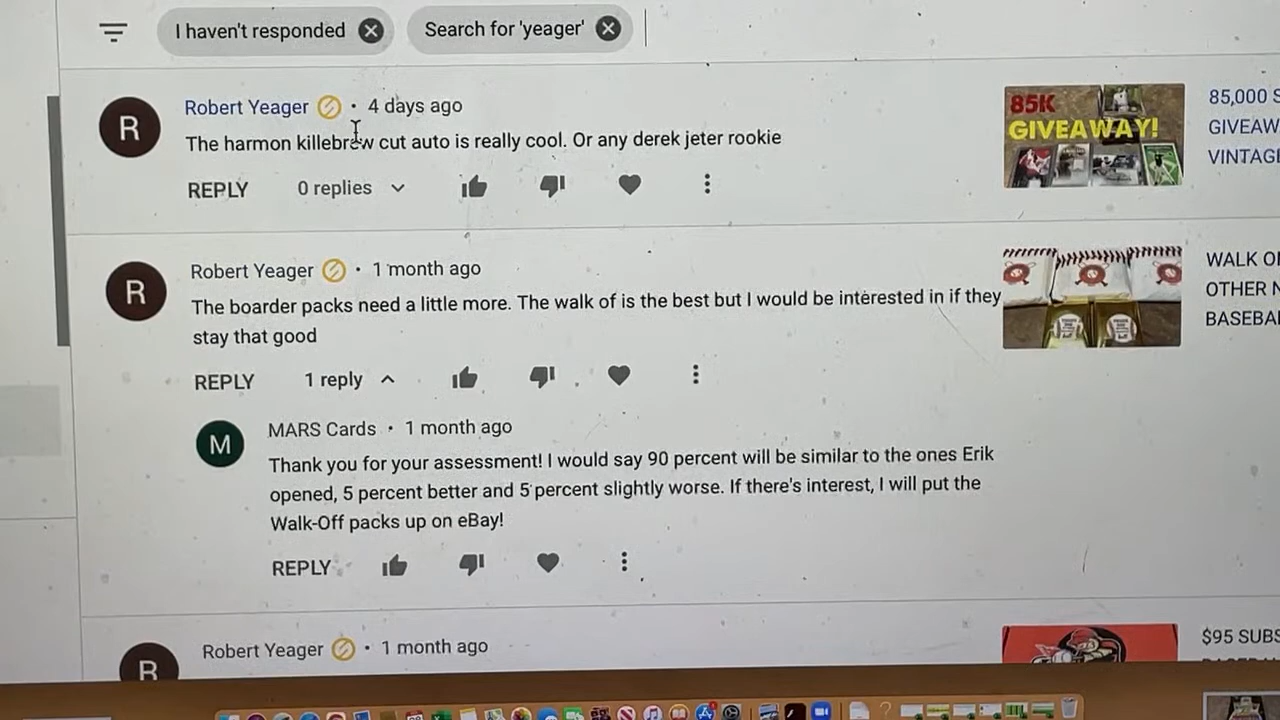 I haven't responded
Search for 'yeager'
R
Robert Yeager • 4 days ago
The harmon killebrew cut auto is really cool. Or any derek jeter rookie
REPLY 0 replies
85K
GIVEAWAY!
85,000 S
GIVEAW
VINTAGE
R
Robert Yeager • 1 month ago
The boarder packs need a little more. The walk of is the best but I would be interested in if they
stay that good
REPLY 1 reply
WALK O
OTHER N
BASEBA
M
MARS Cards • 1 month ago
Thank you for your assessment! I would say 90 percent will be similar to the ones Erik
opened, 5 percent better and 5 percent slightly worse. If there's interest, I will put the
Walk-Off packs up on eBay!
REPLY
R
Robert Yeager • 1 month ago
$95 SUBS